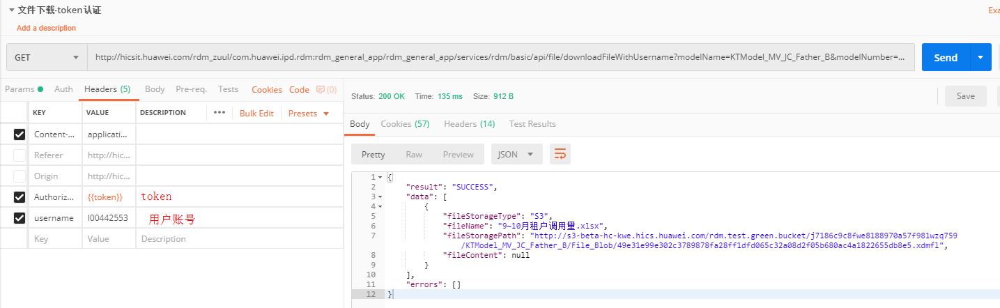 文件下载-token认证
Exa
Add a description
GET
http://hicsit.huawei.com/rdm_zuul/com.huawei.ipd.rdm:rdm_general_app/rdm_general_app/services/rdm/basic/api/file/downloadFileWithUsername?modelName=KTModel_MV_JC_Father_B&modelNumber=...
Send
Params Auth Headers (5) Body Pre-req. Tests Cookies Code (0)
Status: 200 OK Time: 135 ms Size: 912 B
Save
KEY VALUE DESCRIPTION ••• Bulk Edit Presets
Body Cookies (57) Headers (14) Test Results
Content-... applicati...
Referer http://hic...
Origin http://hic...
Authoriz... {{token}} token
username l00442553 用户账号
Key Value Description
Pretty Raw Preview JSON
1 {
2 "result": "SUCCESS",
3 "data": [
4 {
5 "fileStorageType": "S3",
6 "fileName": "9~10月租户调用量.xlsx",
7 "fileStoragePath": "http://s3-beta-hc-kwe.hics.huawei.com/rdm.test.green.bucket/j7186c9c8fwe8188970a57f981wzq759
/KTModel_MV_JC_Father_B/File_Blob/49e31e99e302c3789878fa28ff1dfd065c32a08d2f05b680ac4a1822655db8e5.xdmfl",
8 "fileContent": null
9 }
10 ],
11 "errors": []
12 }